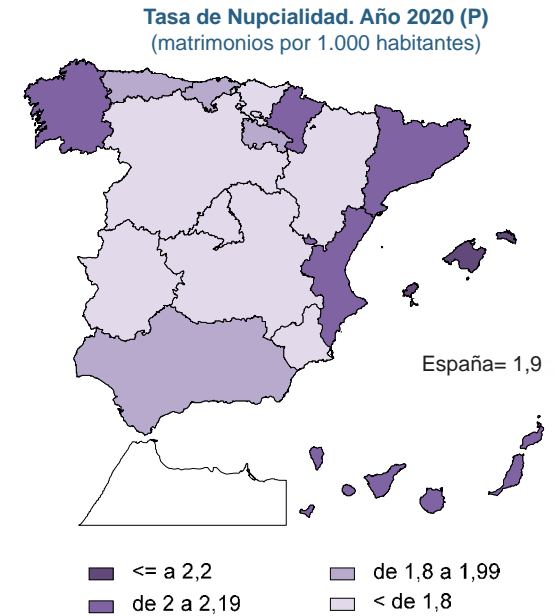 Tasa de Nupcialidad. Año 2020 (P)
(matrimonios por 1.000 habitantes)
España= 1,9
<= a 2,2
de 1,8 a 1,99
de 2 a 2,19
< de 1,8